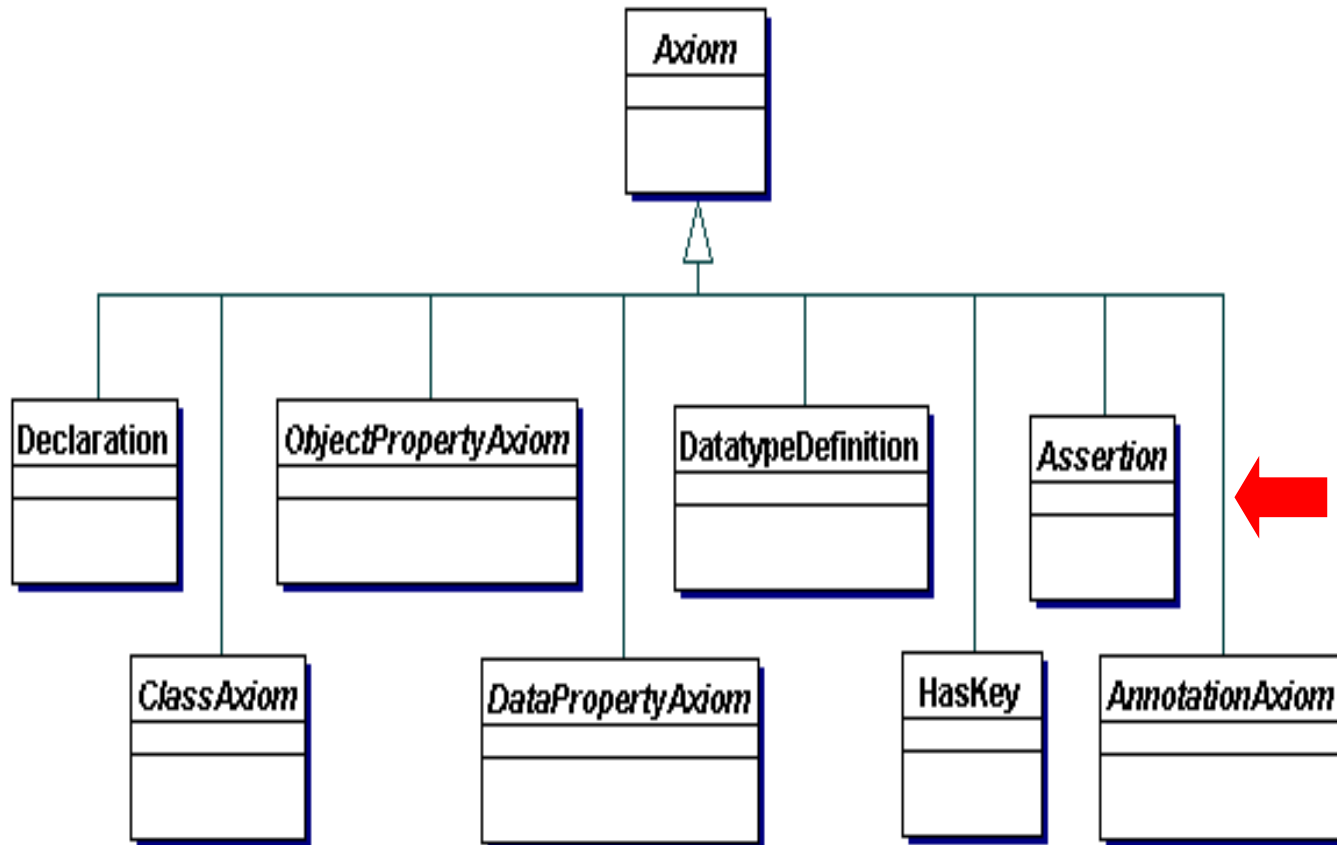 Axiom
Declaration
ObjectPropertyAxiom
DatatypeDefinition
Assertion
ClassAxiom
DataPropertyAxiom
HasKey
AnnotationAxiom